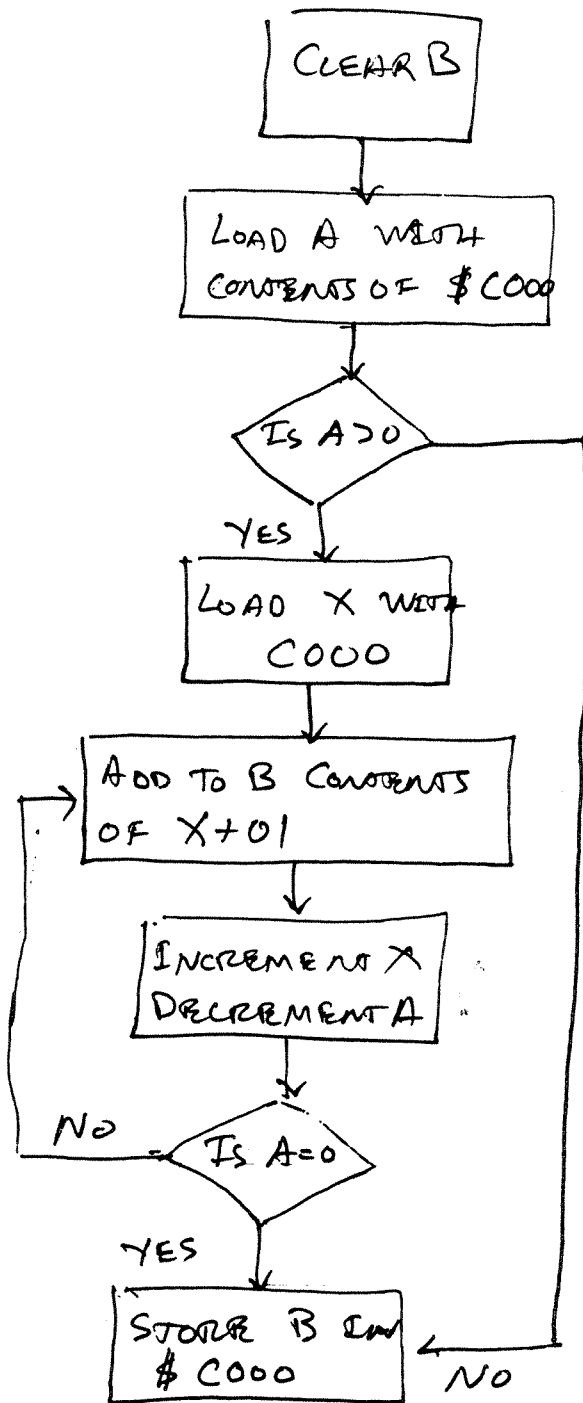 CLEAR B
LOAD A WITH
CONTENTS OF $C000
IS A>0
YES
LOAD X WITH
C000
ADD TO B CONTENTS
OF X+01
INCREMENT X
DECREMENT A
NO
IS A=0
YES
STORE B IN
$C000
NO